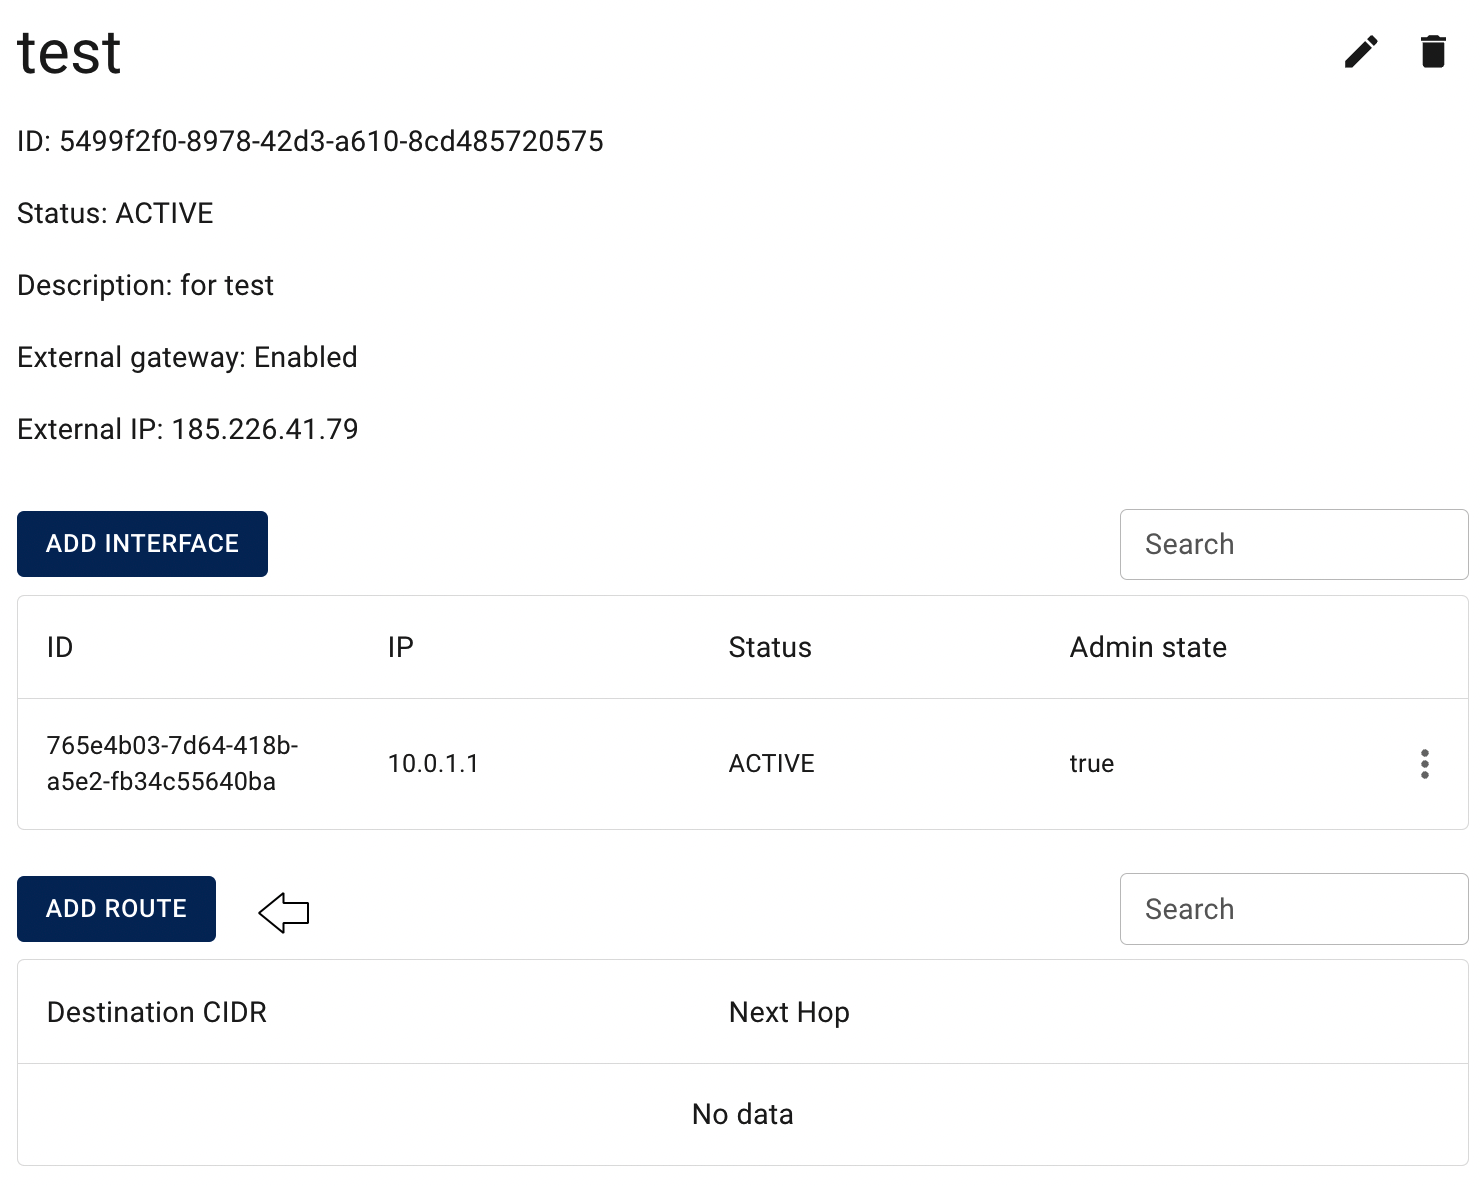 test
ID: 5499f2f0-8978-42d3-a610-8cd485720575
Status: ACTIVE
Description: for test
External gateway: Enabled
External IP: 185.226.41.79
ADD INTERFACE
Search
ID IP Status Admin state
765e4b03-7d64-418b-
a5e2-fb34c55640ba 10.0.1.1 ACTIVE true
ADD ROUTE
Search
Destination CIDR Next Hop
No data